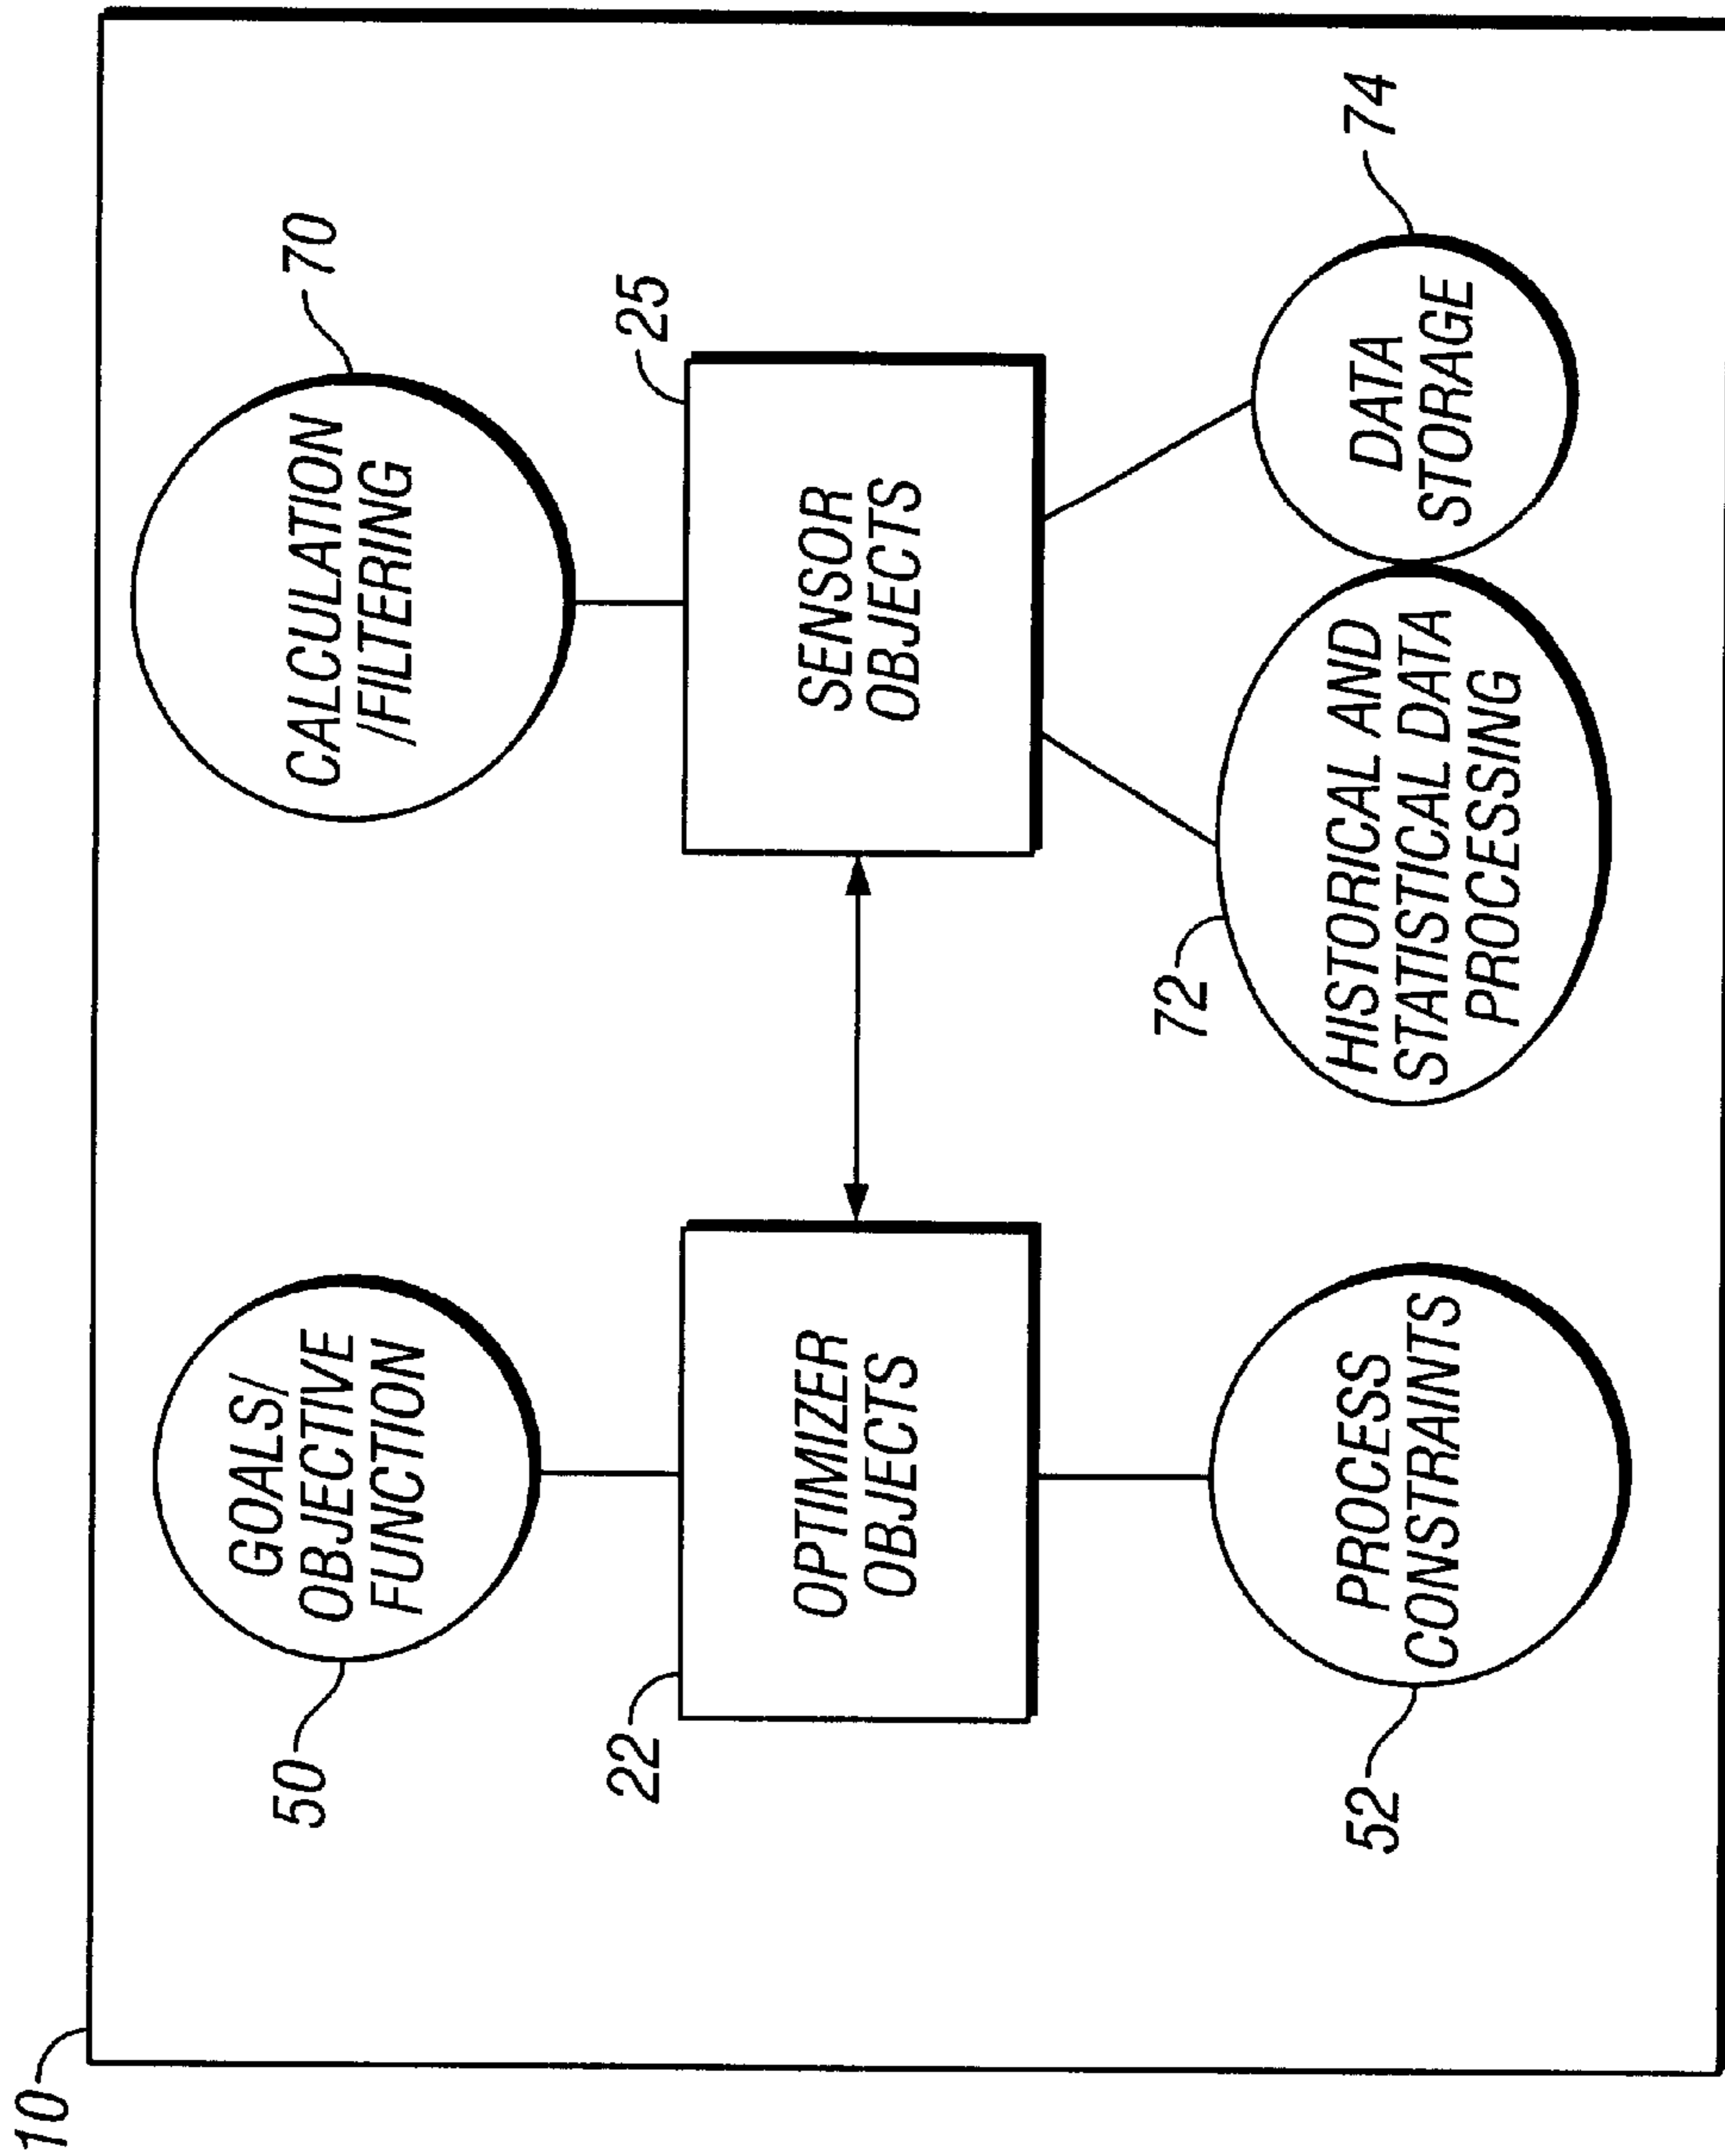 10
50
GOALS/
OBJECTIVE
FUNCTION
70
CALCULATION
/FILTERING
22
OPTIMIZER
OBJECTS
25
SENSOR
OBJECTS
52
PROCESS
CONSTRAINTS
72
HISTORICAL AND
STATISTICAL DATA
PROCESSING
74
DATA
STORAGE